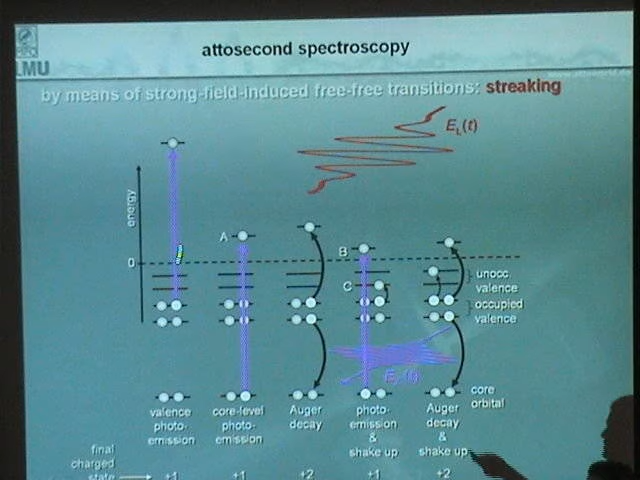 attosecond spectroscopy
LMU
by means of strong-field-induced free-free transitions: streaking
E_L(t)
energy
0
A
B
C
unocc.
valence
occupied
valence
core
orbital
valence
photo-
emission
core-level
photo-
emission
Auger
decay
photo-
emission
&
shake up
Auger
decay
&
shake up
final
charged
state
+1
+1
+2
+1
+2